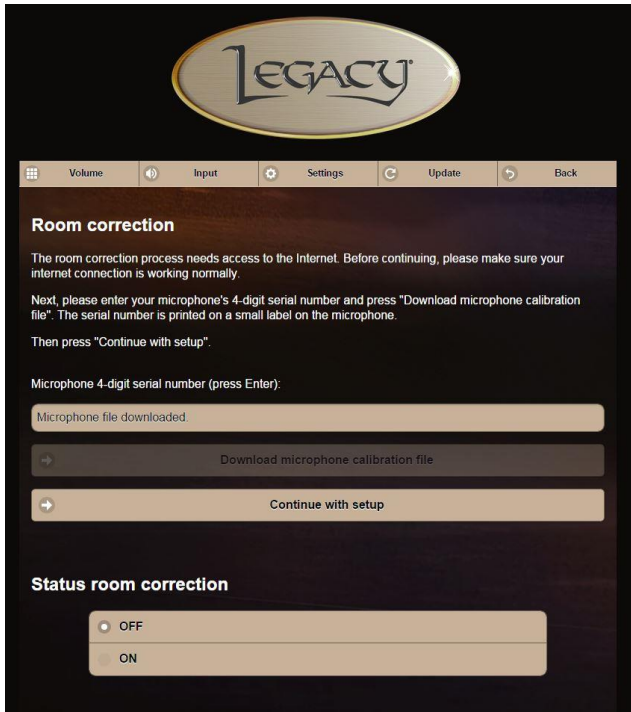 LEGACY
Volume Input Settings Update Back
Room correction
The room correction process needs access to the Internet. Before continuing, please make sure your
internet connection is working normally.
Next, please enter your microphone's 4-digit serial number and press "Download microphone calibration
file". The serial number is printed on a small label on the microphone.
Then press "Continue with setup".
Microphone 4-digit serial number (press Enter):
Microphone file downloaded.
Download microphone calibration file
Continue with setup
Status room correction
OFF
ON